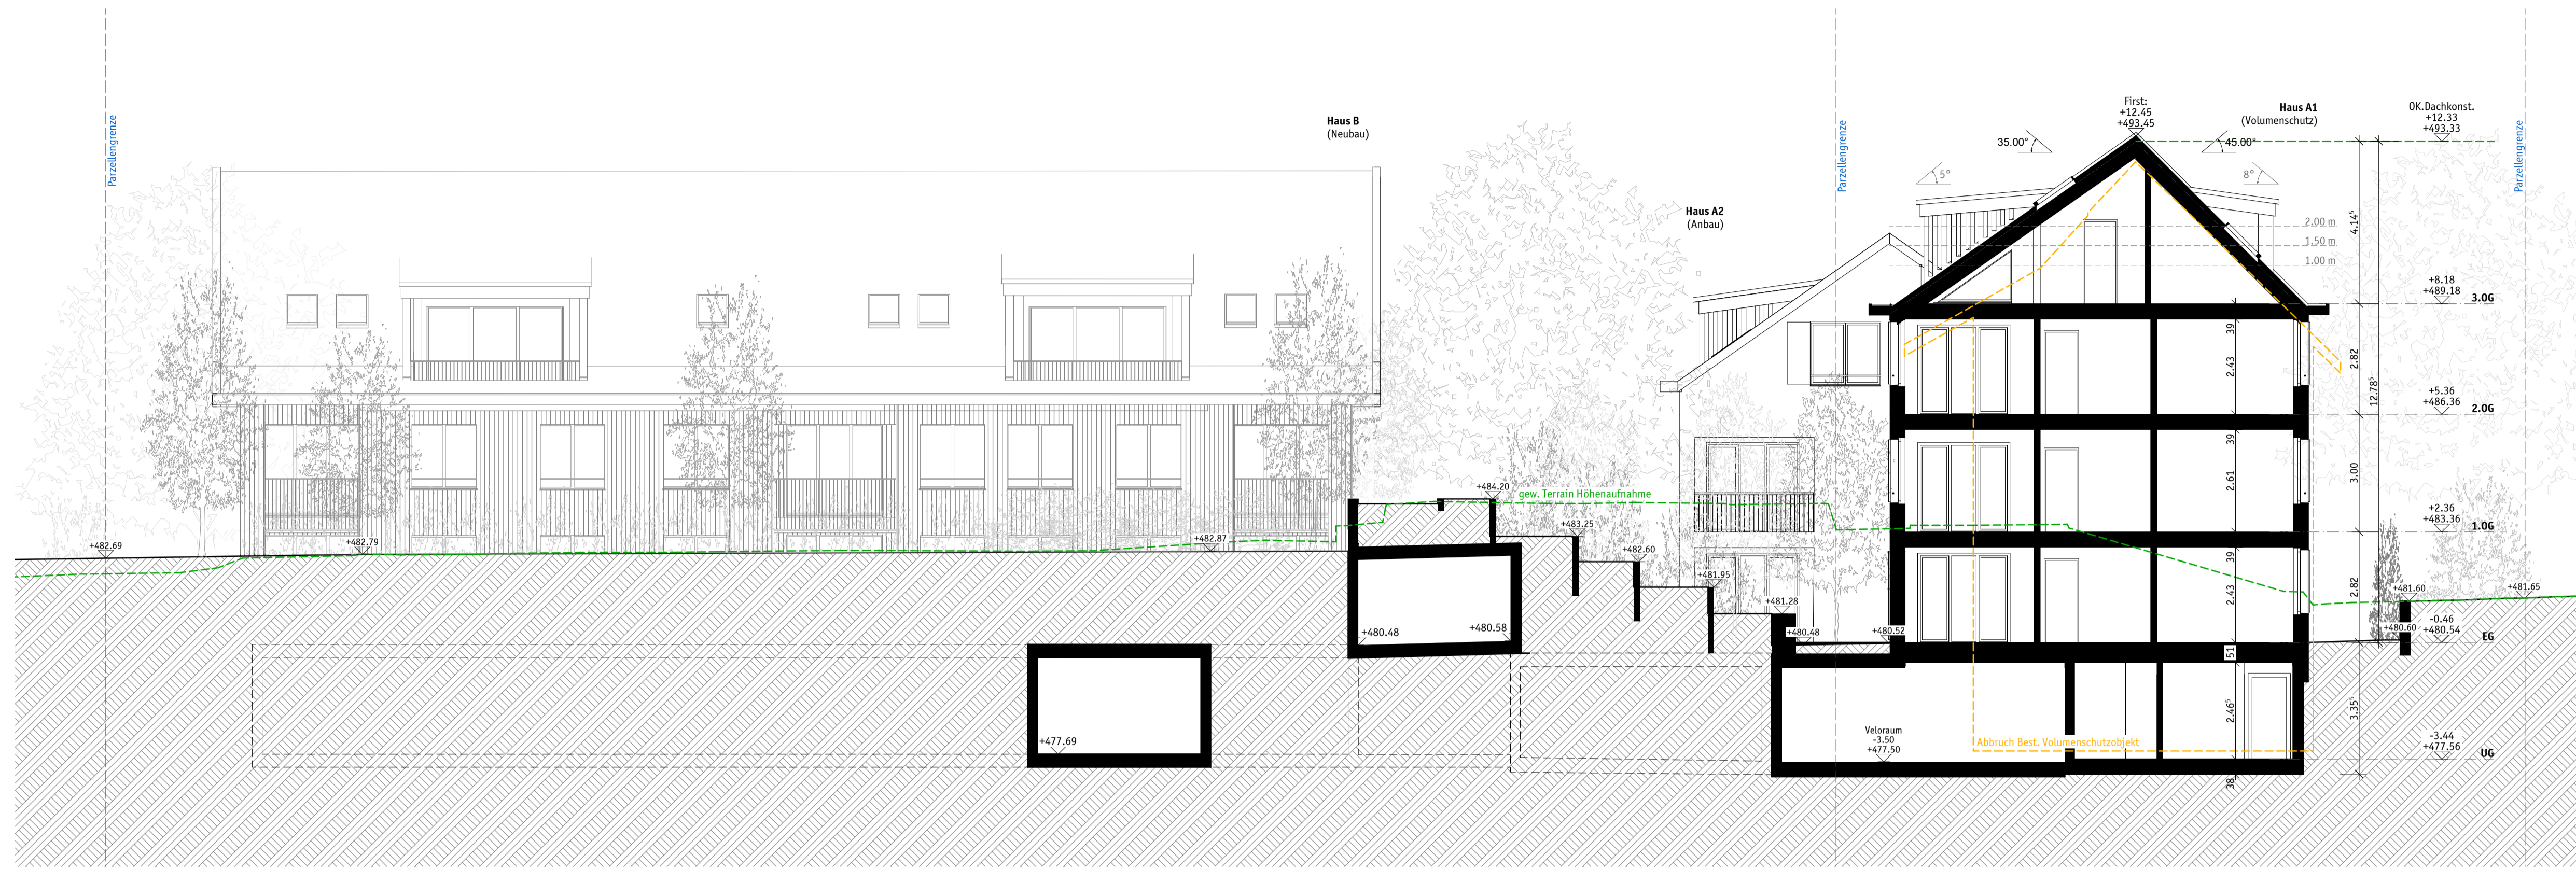 Parzellengrenze
Haus B
(Neubau)
Haus A2
(Anbau)
Parzellengrenze
First:
+12.45
+493.45
Haus A1
(Volumenschutz)
OK.Dachkonst.
+12.33
+493.33
Parzellengrenze
35.00°
45.00°
5°
8°
2.00 m
1.50 m
1.00 m
4.14⁵
+8.18
+489.18
3.OG
39
2.43
2.82
12.78⁵
+5.36
+486.36
2.OG
39
2.61
3.00
+2.36
+483.36
1.OG
39
2.43
2.82
-0.46
+480.54
EG
51
2.46⁵
3.35⁵
-3.44
+477.56
UG
38
+482.69
+482.79
+482.87
+484.20
gew. Terrain Höhenaufnahme
+483.25
+482.60
+481.95
+481.28
+480.48
+480.52
+480.48
+480.58
+481.60
+481.65
+480.60
+477.69
Veloraum
-3.50
+477.50
Abbruch Best. Volumenschutzobjekt